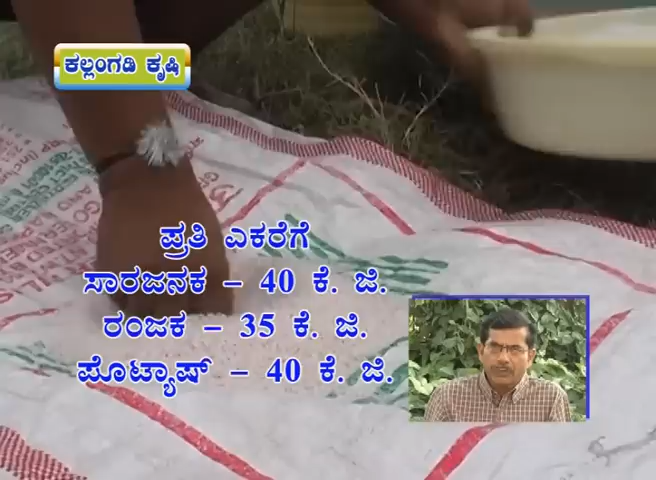 ಕಲ್ಲಂಗಡಿ ಕೃಷಿ
ಪ್ರತಿ ಎಕರೆಗೆ
ಸಾರಜನಕ – 40 ಕೆ. ಜಿ.
ರಂಜಕ – 35 ಕೆ. ಜಿ.
ಪೊಟ್ಯಾಷ್ – 40 ಕೆ. ಜಿ.